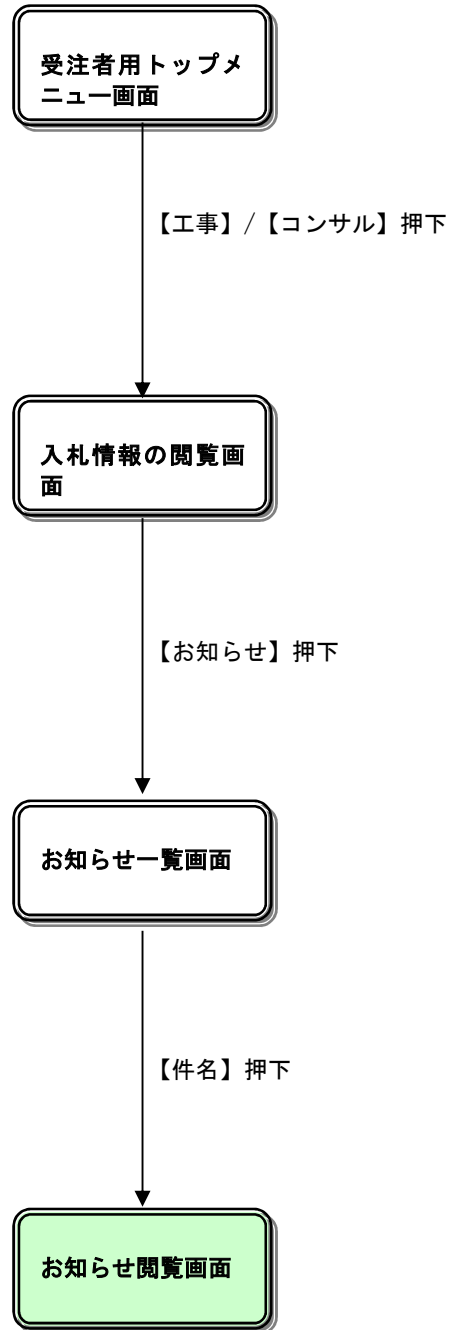 受注者用トップメ
ニュー画面
【工事】/【コンサル】押下
入札情報の閲覧画
面
【お知らせ】押下
お知らせ一覧画面
【件名】押下
お知らせ閲覧画面